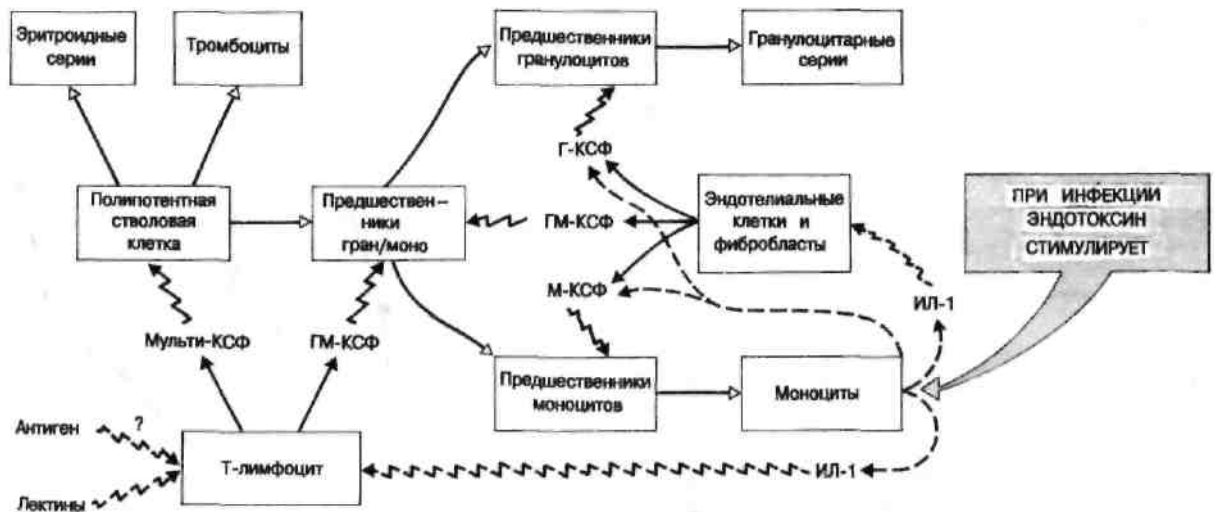 Эритроидные
серии
Тромбоциты
Предшественники
гранулоцитов
Гранулоцитарные
серии
Г-КСФ
Полипотентная
стволовая
клетка
Предшествен-
ники
гран/моно
ГМ-КСФ
Эндотелиальные
клетки и
фибробласты
ПРИ ИНФЕКЦИИ
ЭНДОТОКСИН
СТИМУЛИРУЕТ
М-КСФ
ИЛ-1
Мульти-КСФ
ГМ-КСФ
Предшественники
моноцитов
Моноциты
Антиген
?
Т-лимфоцит
ИЛ-1
Лектины